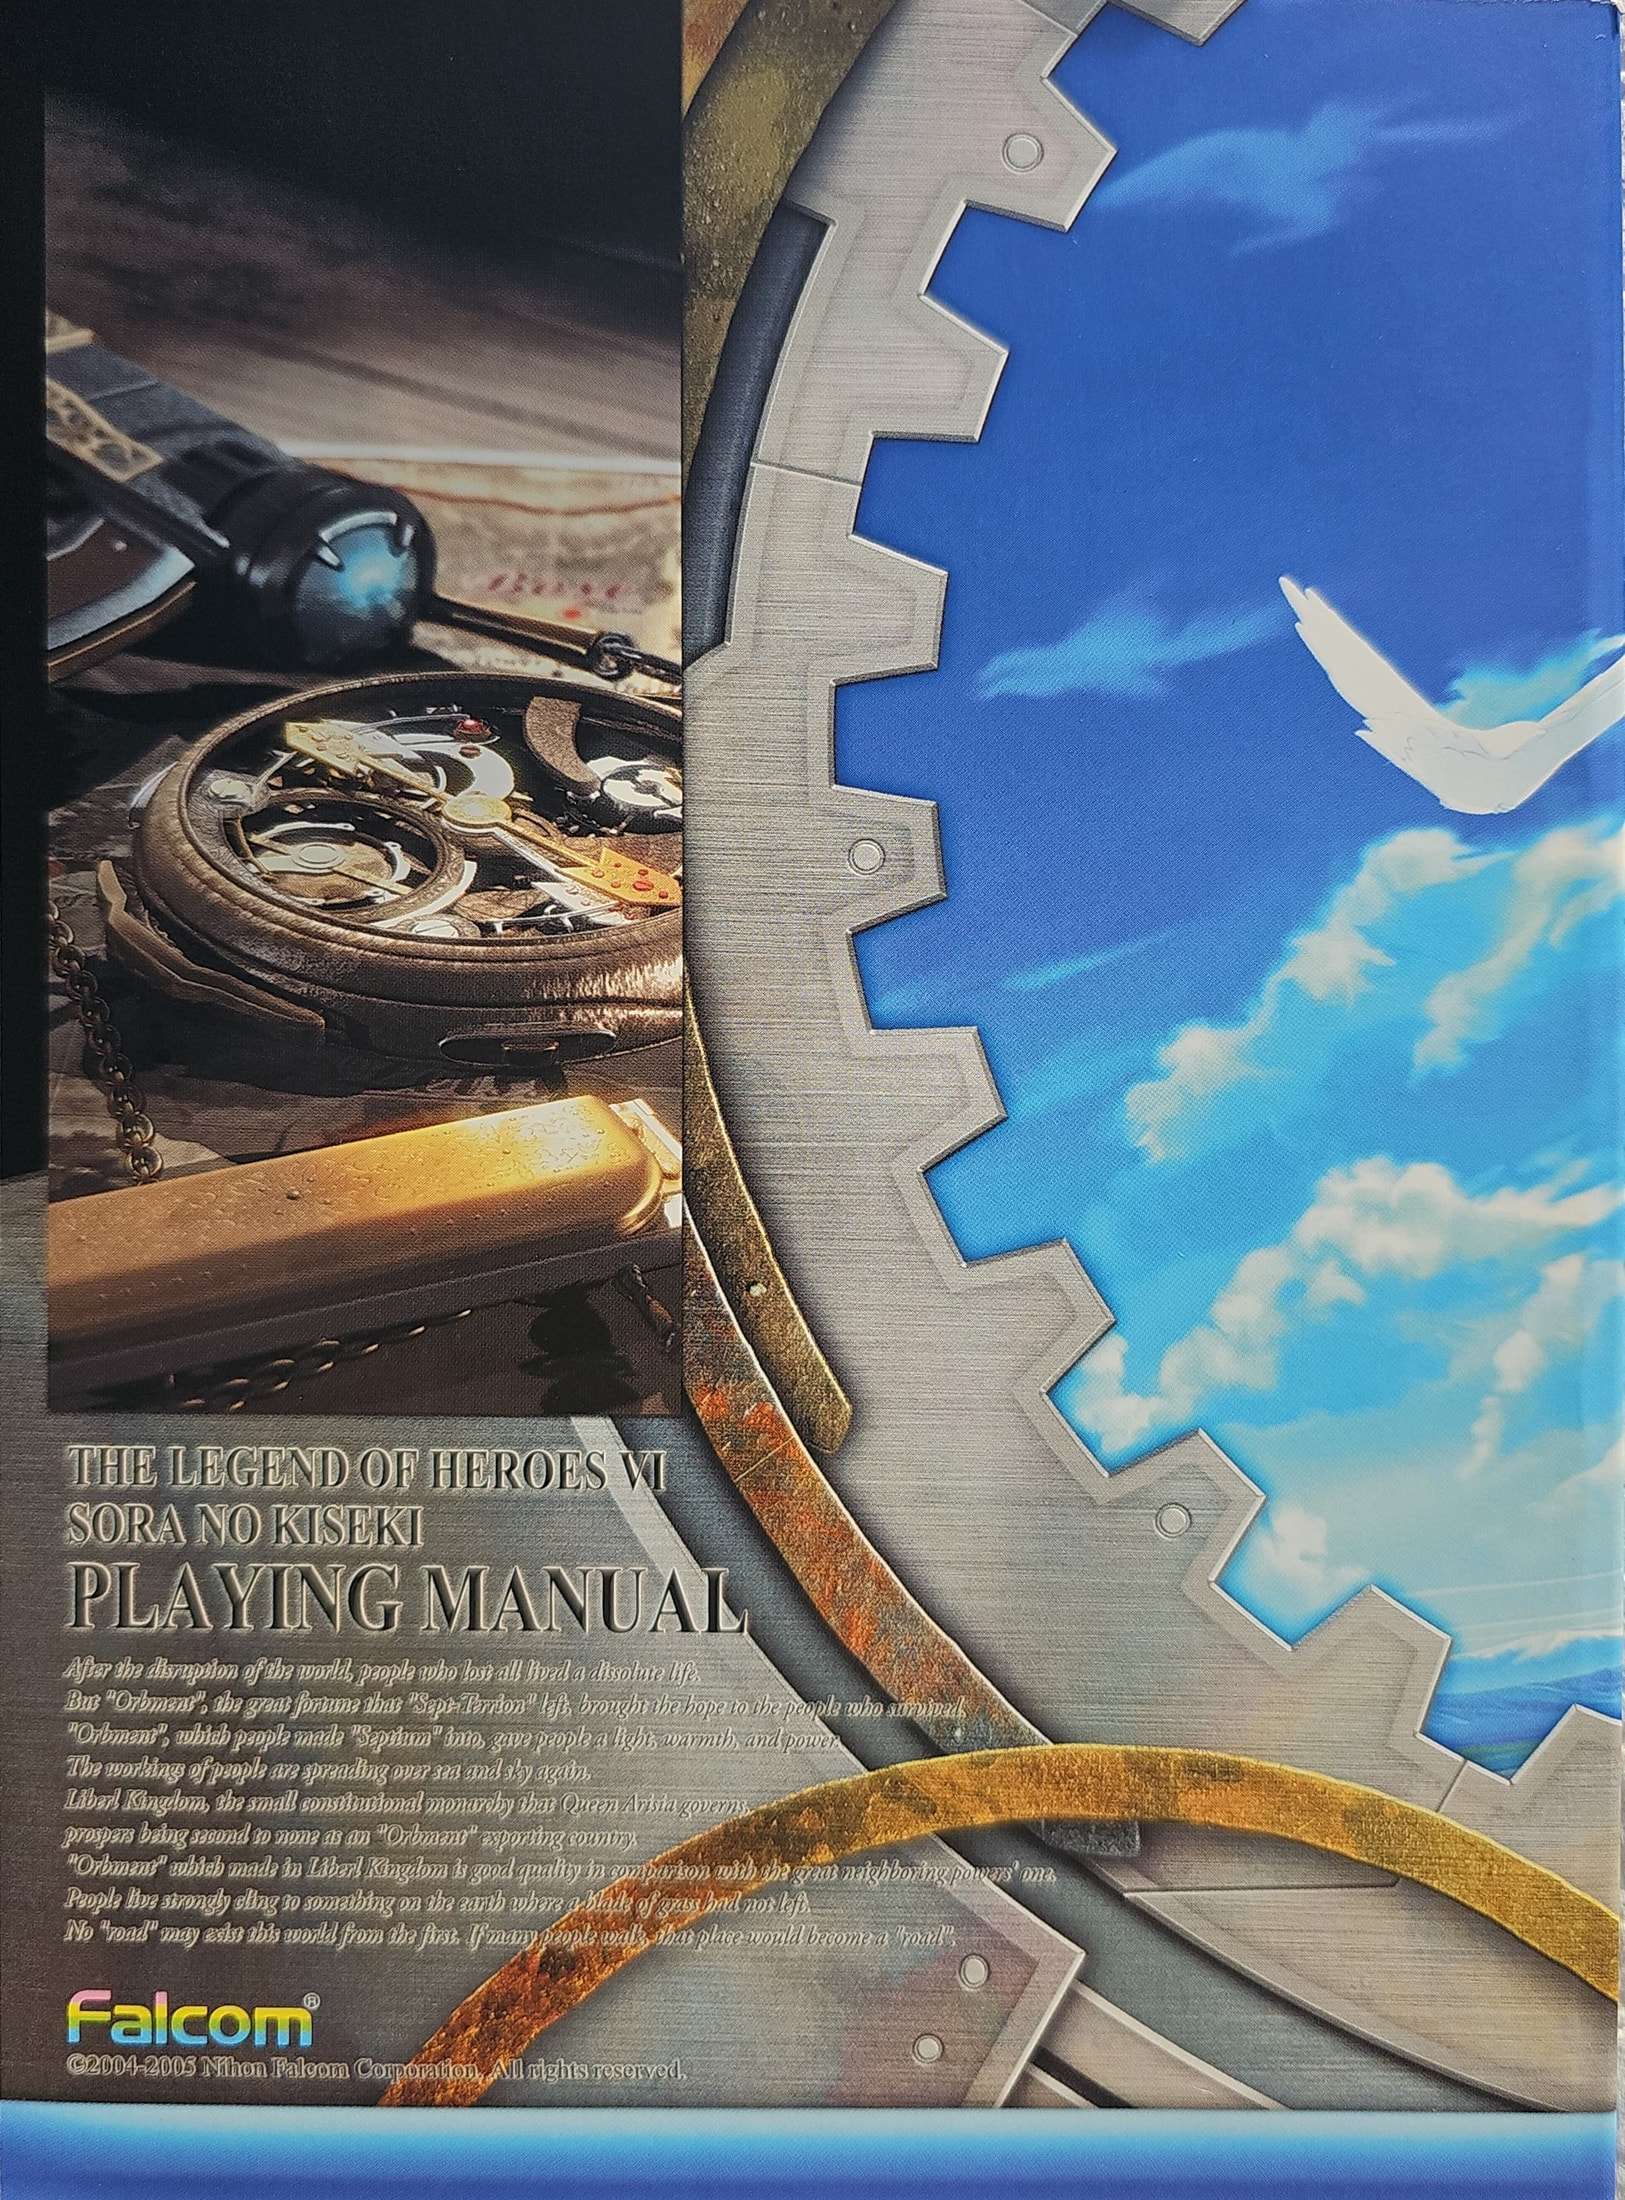 THE LEGEND OF HEROES VI
SORA NO KISEKI
PLAYING MANUAL
After the disruption of the world, people who lost all lived a dissolute life.
But "Orbment", the great fortune that "Sept-Terrion" left, brought the hope to the people who survived.
"Orbment", which people made "Septium" into, gave people a light, warmth, and power.
The workings of people are spreading over sea and sky again.
Liberl Kingdom, the small constitutional monarchy that Queen Arisia governs,
prospers being second to none as an "Orbment" exporting country.
"Orbment" which made in Liberl Kingdom is good quality in comparison with the great neighboring powers' one.
People live strongly cling to something on the earth where a blade of grass had not left.
No "road" may exist this world from the first. If many people walk, that place would become a "road".
Falcom®
©2004-2005 Nihon Falcom Corporation. All rights reserved.